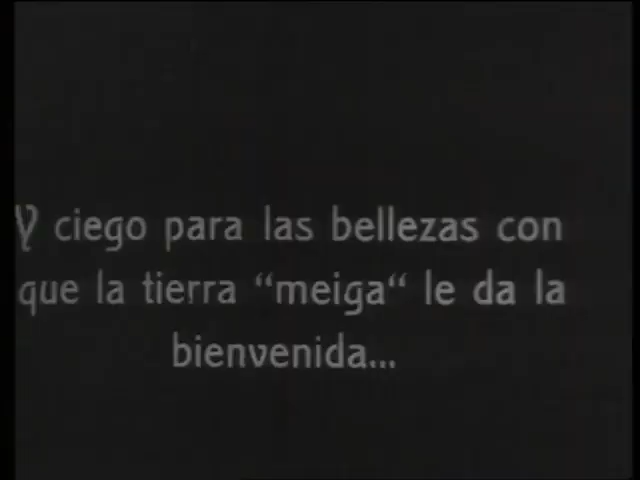 Y ciego para las bellezas con
que la tierra “meiga“ le da la
bienvenida...